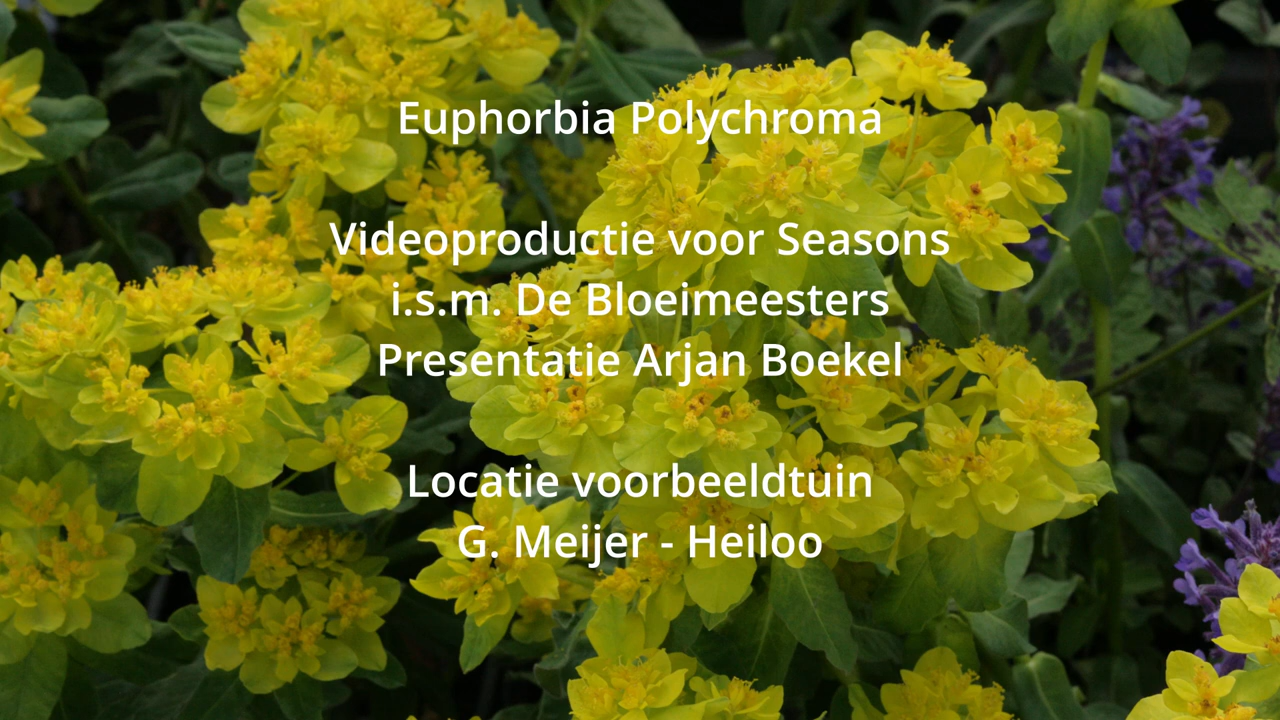 Euphorbia Polychroma
Videoproductie voor Seasons
i.s.m. De Bloeimeesters
Presentatie Arjan Boekel
Locatie voorbeeldtuin
G. Meijer - Heiloo